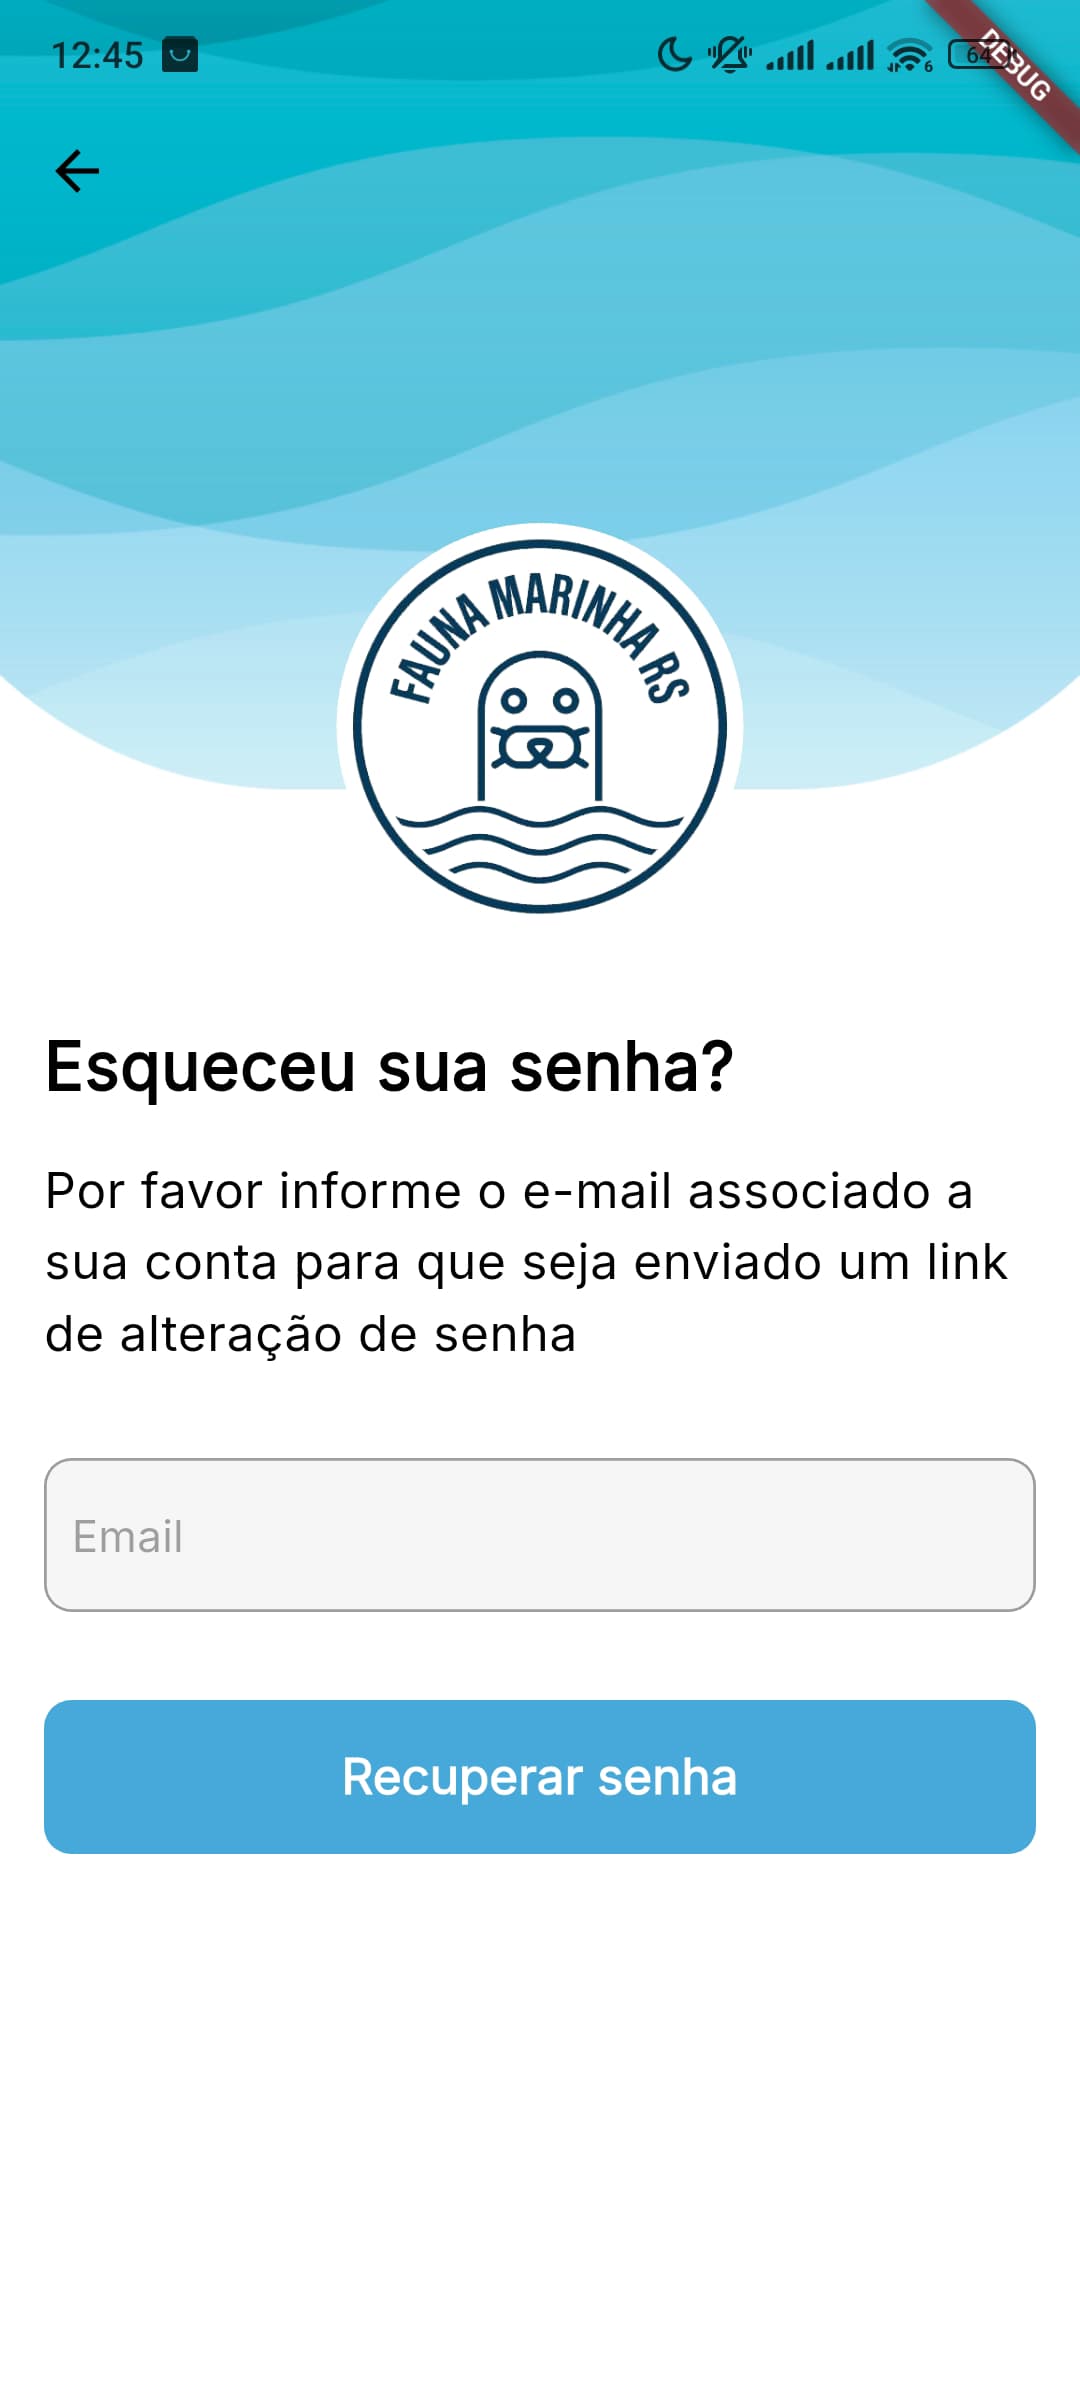 12:45
6
64
DEBUG
FAUNA MARINHA RS
Esqueceu sua senha?
Por favor informe o e-mail associado a
sua conta para que seja enviado um link
de alteração de senha
Email
Recuperar senha